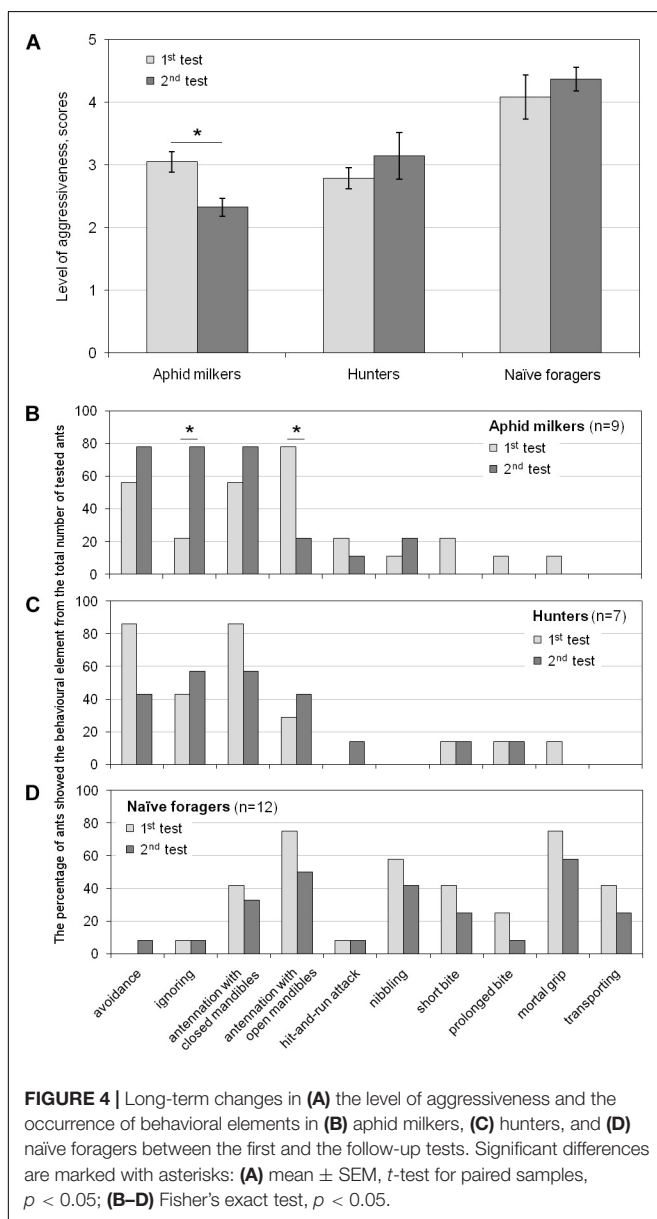 A
5
4
3
2
1
0
Level of aggressiveness, scores
1st test
2nd test
*
Aphid milkers
Hunters
Naïve foragers
The percentage of ants showed the behavioural element from the total number of tested ants
B
100
80
60
40
20
0
*
*
Aphid milkers (n=9)
1st test
2nd test
C
100
80
60
40
20
0
Hunters (n=7)
1st test
2nd test
D
100
80
60
40
20
0
Naïve foragers (n=12)
1st test
2nd test
avoidance
ignoring
antennation with
closed mandibles
antennation with
open mandibles
hit-and-run attack
nibbling
short bite
prolonged bite
mortal grip
transporting
FIGURE 4 | Long-term changes in (A) the level of aggressiveness and the
occurrence of behavioral elements in (B) aphid milkers, (C) hunters, and (D)
naïve foragers between the first and the follow-up tests. Significant differences
are marked with asterisks: (A) mean ± SEM, t-test for paired samples,
p < 0.05; (B–D) Fisher's exact test, p < 0.05.